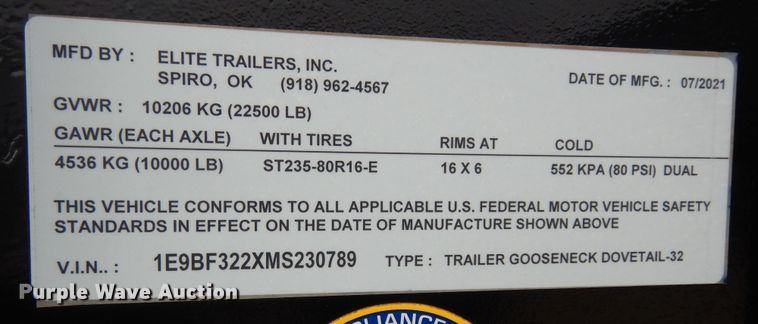 MFD BY : ELITE TRAILERS, INC.
SPIRO, OK (918) 962-4567 DATE OF MFG. : 07/2021
GVWR : 10206 KG (22500 LB)
GAWR (EACH AXLE) WITH TIRES RIMS AT COLD
4536 KG (10000 LB) ST235-80R16-E 16 X 6 552 KPA (80 PSI) DUAL
THIS VEHICLE CONFORMS TO ALL APPLICABLE U.S. FEDERAL MOTOR VEHICLE SAFETY
STANDARDS IN EFFECT ON THE DATE OF MANUFACTURE SHOWN ABOVE
V.I.N.. : 1E9BF322XMS230789 TYPE : TRAILER GOOSENECK DOVETAIL-32
Purple Wave Auction